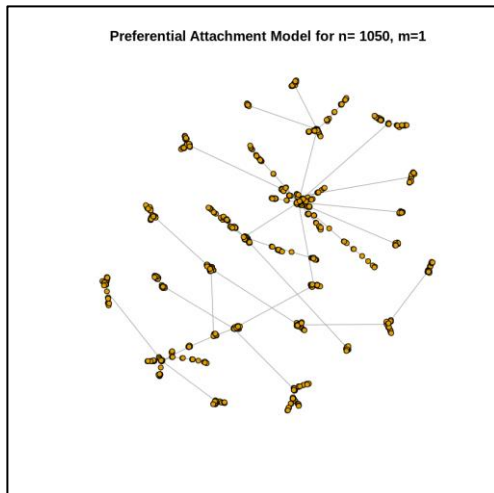 Preferential Attachment Model for n= 1050, m=1